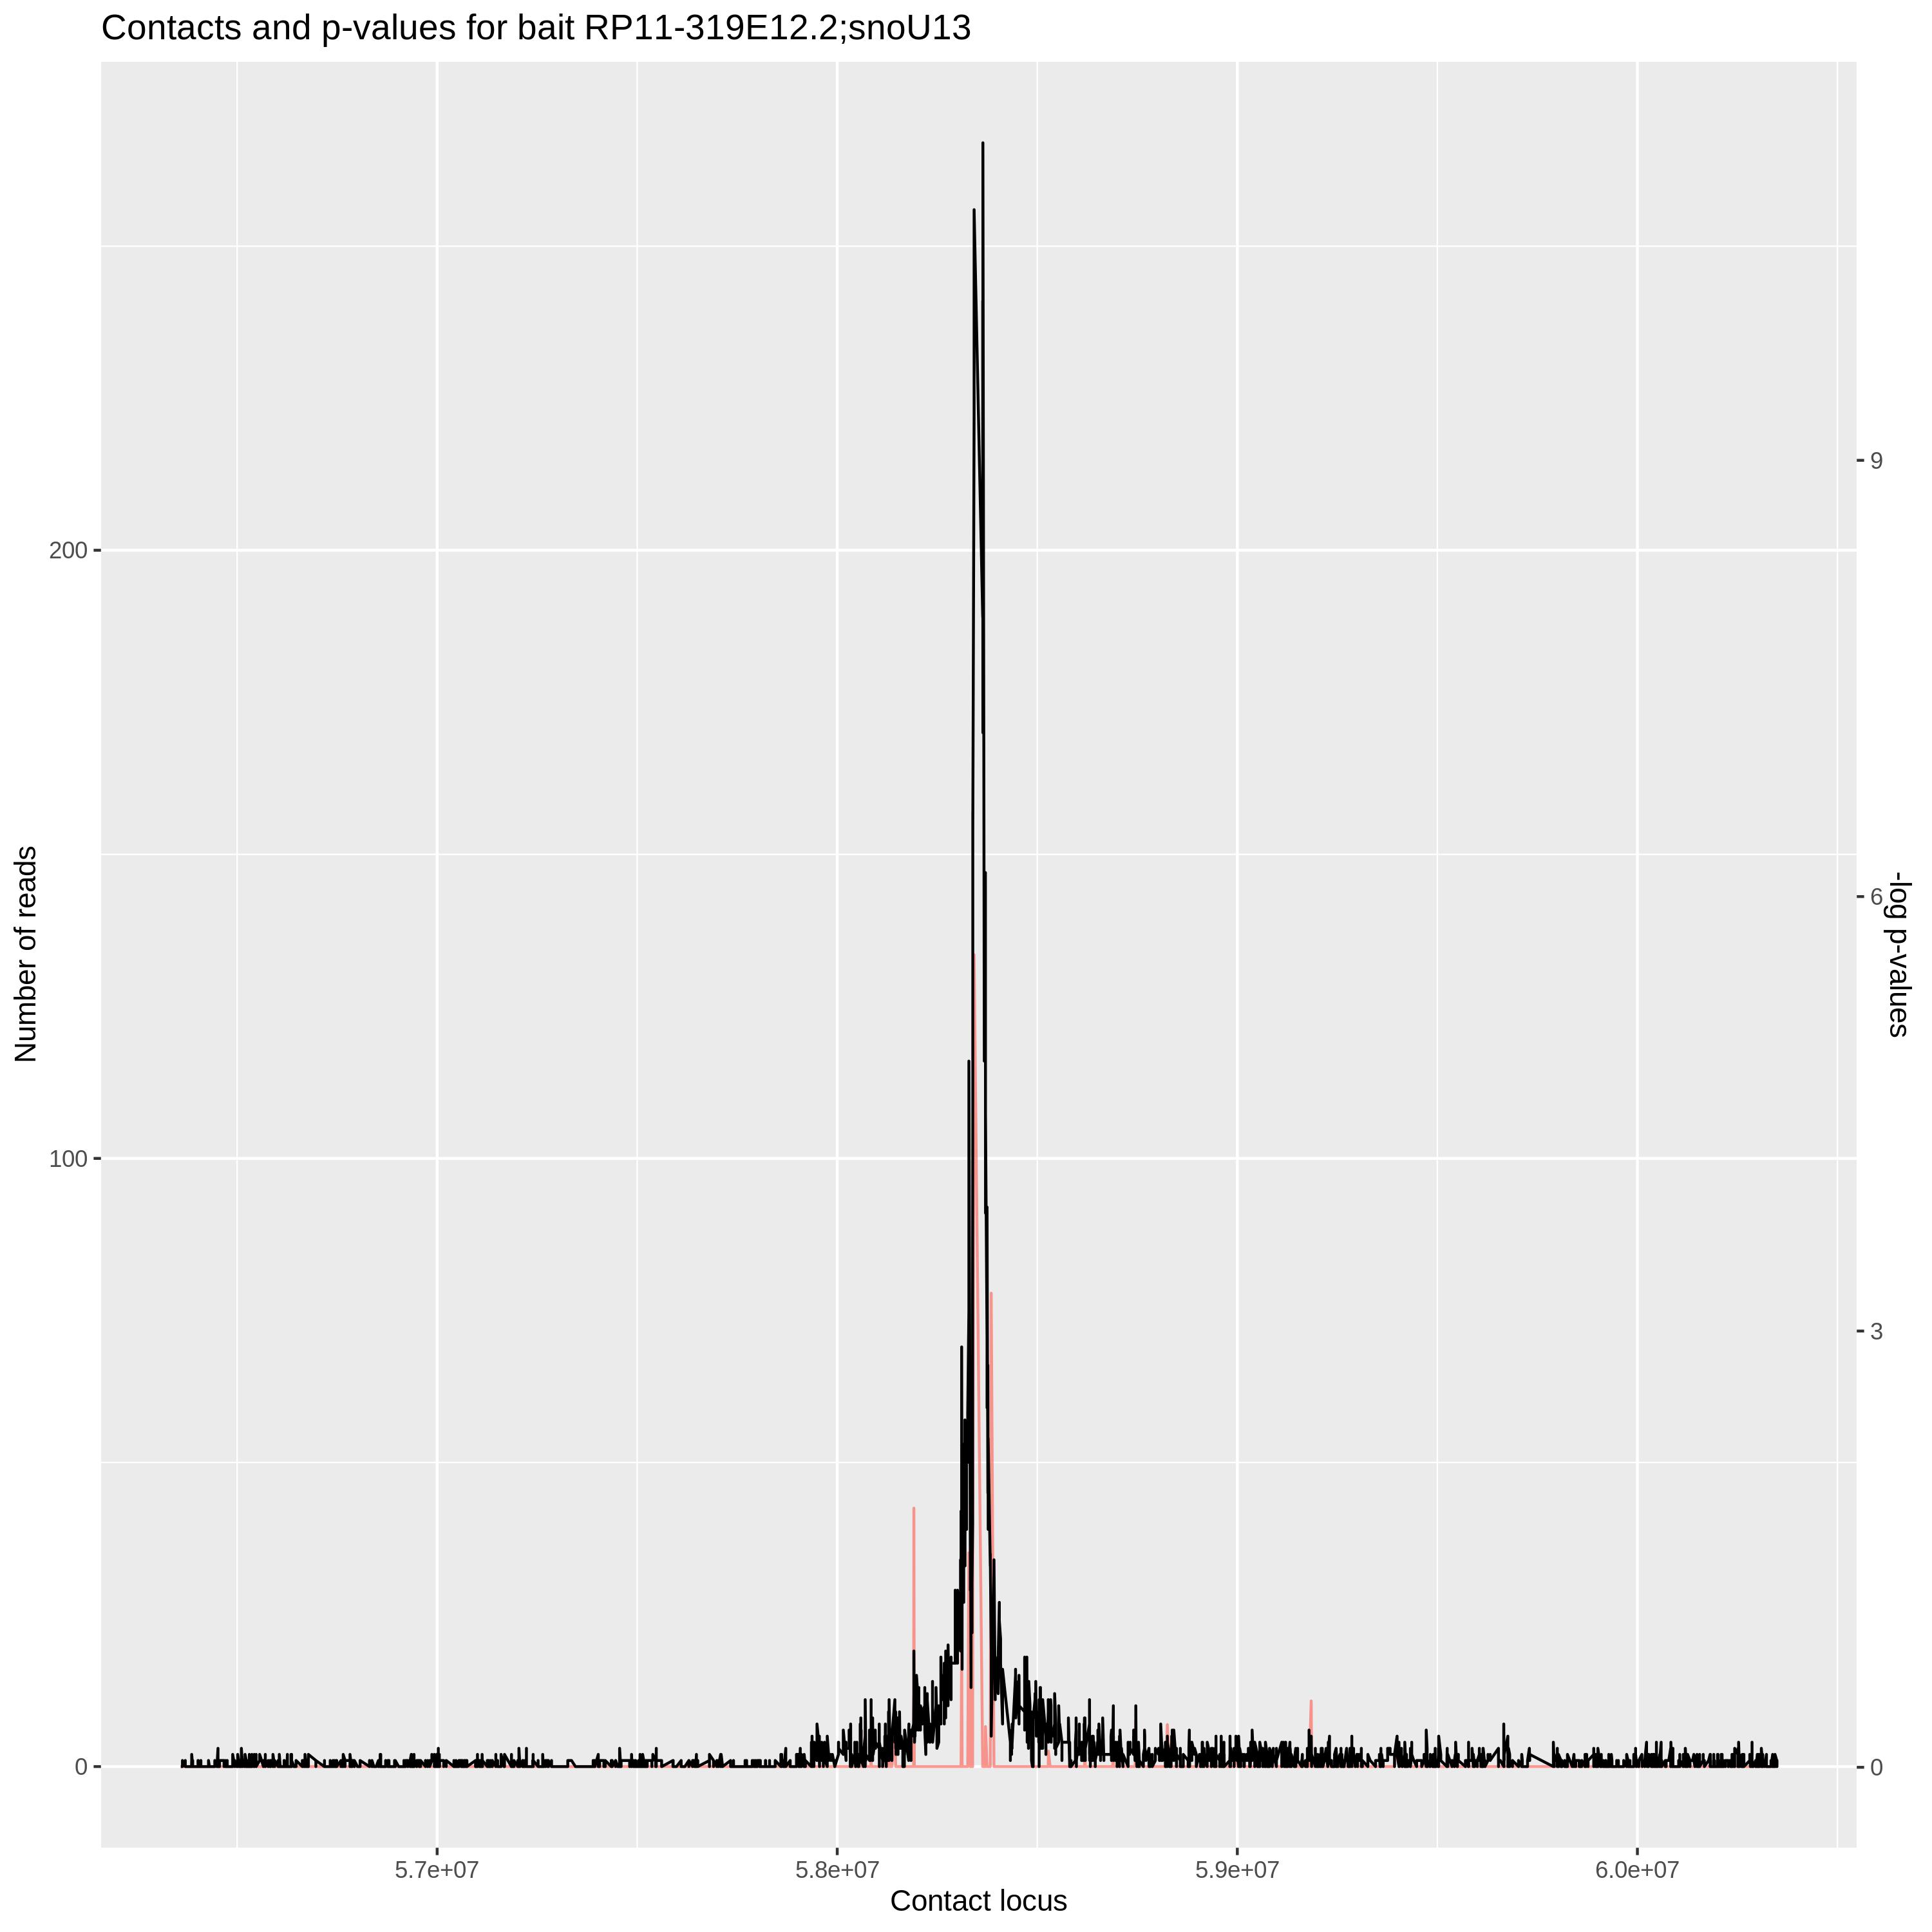 Contacts and p-values for bait RP11-319E12.2;snoU13
Number of reads
200
100
0
9
6
3
0
-log p-values
5.7e+07
5.8e+07
5.9e+07
6.0e+07
Contact locus